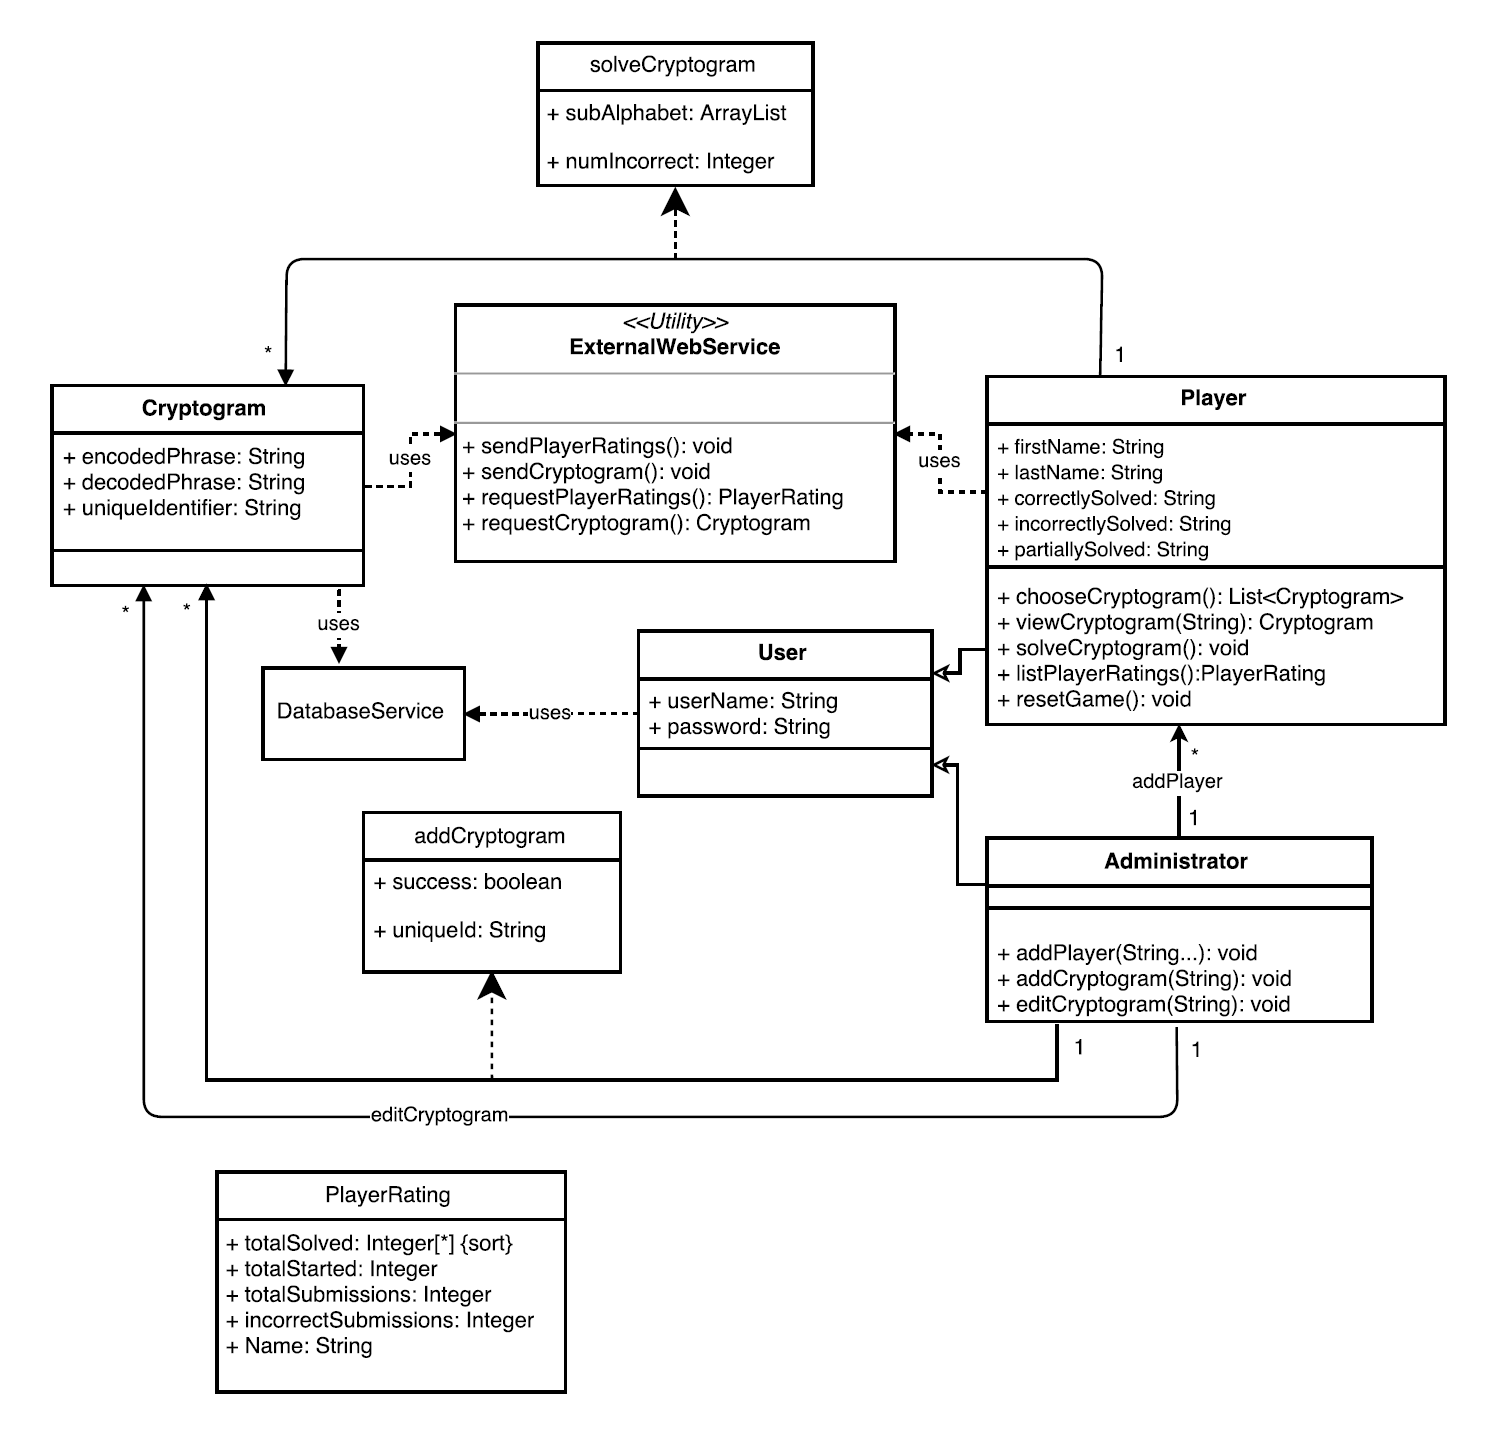 solveCryptogram
+ subAlphabet: ArrayList
+ numIncorrect: Integer
*
1
<<Utility>>
ExternalWebService
+ sendPlayerRatings(): void
+ sendCryptogram(): void
+ requestPlayerRatings(): PlayerRating
+ requestCryptogram(): Cryptogram
Cryptogram
+ encodedPhrase: String
+ decodedPhrase: String
+ uniqueIdentifier: String
uses
uses
Player
+ firstName: String
+ lastName: String
+ correctlySolved: String
+ incorrectlySolved: String
+ partiallySolved: String
+ chooseCryptogram(): List<Cryptogram>
+ viewCryptogram(String): Cryptogram
+ solveCryptogram(): void
+ listPlayerRatings():PlayerRating
+ resetGame(): void
*
*
uses
DatabaseService
uses
User
+ userName: String
+ password: String
*
addPlayer
1
addCryptogram
+ success: boolean
+ uniqueId: String
Administrator
+ addPlayer(String...): void
+ addCryptogram(String): void
+ editCryptogram(String): void
1
1
editCryptogram
PlayerRating
+ totalSolved: Integer[*] {sort}
+ totalStarted: Integer
+ totalSubmissions: Integer
+ incorrectSubmissions: Integer
+ Name: String